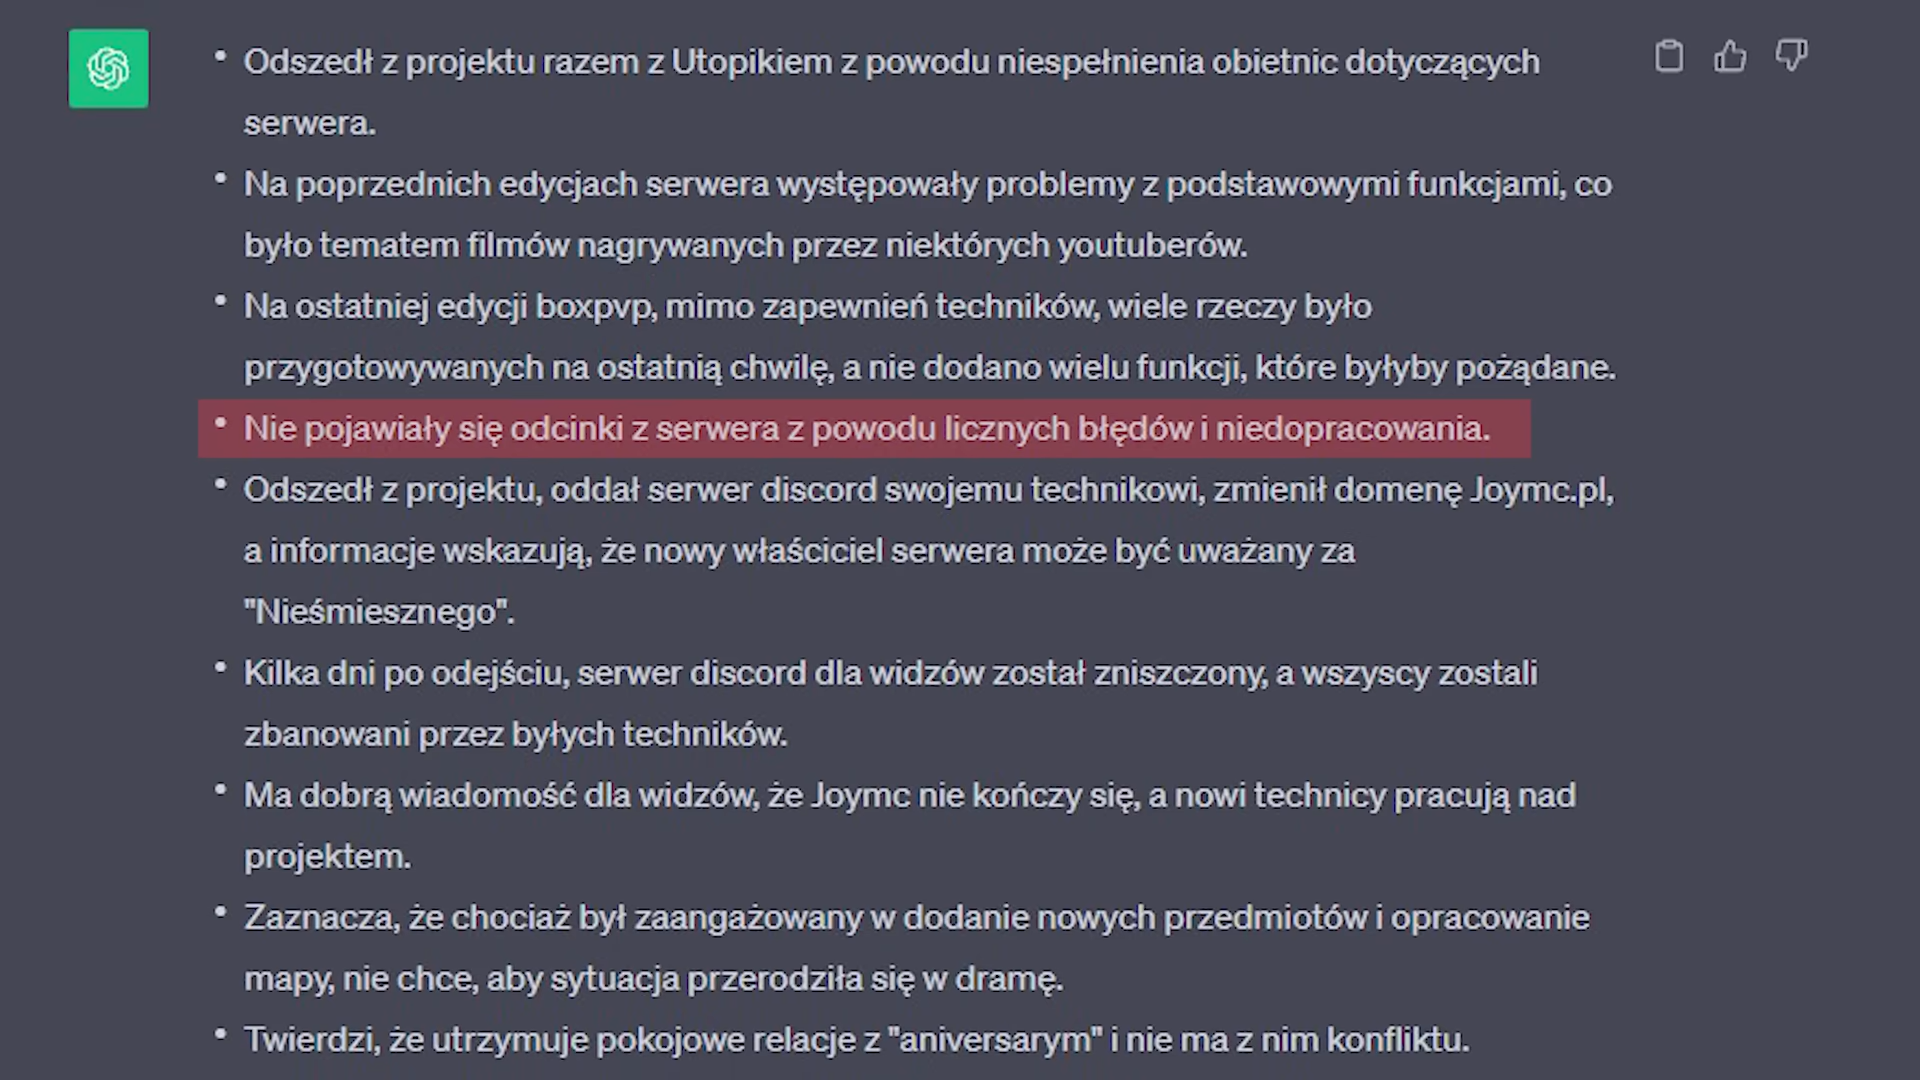 • Odszedł z projektu razem z Utopikiem z powodu niespełnienia obietnic dotyczących
serwera.
• Na poprzednich edycjach serwera występowały problemy z podstawowymi funkcjami, co
było tematem filmów nagrywanych przez niektórych youtuberów.
• Na ostatniej edycji boxpvp, mimo zapewnień techników, wiele rzeczy było
przygotowywanych na ostatnią chwilę, a nie dodano wielu funkcji, które byłyby pożądane.
• Nie pojawiały się odcinki z serwera z powodu licznych błędów i niedopracowania.
• Odszedł z projektu, oddał serwer discord swojemu technikowi, zmienił domenę Joymc.pl,
a informacje wskazują, że nowy właściciel serwera może być uważany za
"Nieśmiesznego".
• Kilka dni po odejściu, serwer discord dla widzów został zniszczony, a wszyscy zostali
zbanowani przez byłych techników.
• Ma dobrą wiadomość dla widzów, że Joymc nie kończy się, a nowi technicy pracują nad
projektem.
• Zaznacza, że chociaż był zaangażowany w dodanie nowych przedmiotów i opracowanie
mapy, nie chce, aby sytuacja przerodziła się w dramę.
• Twierdzi, że utrzymuje pokojowe relacje z "aniversarym" i nie ma z nim konfliktu.